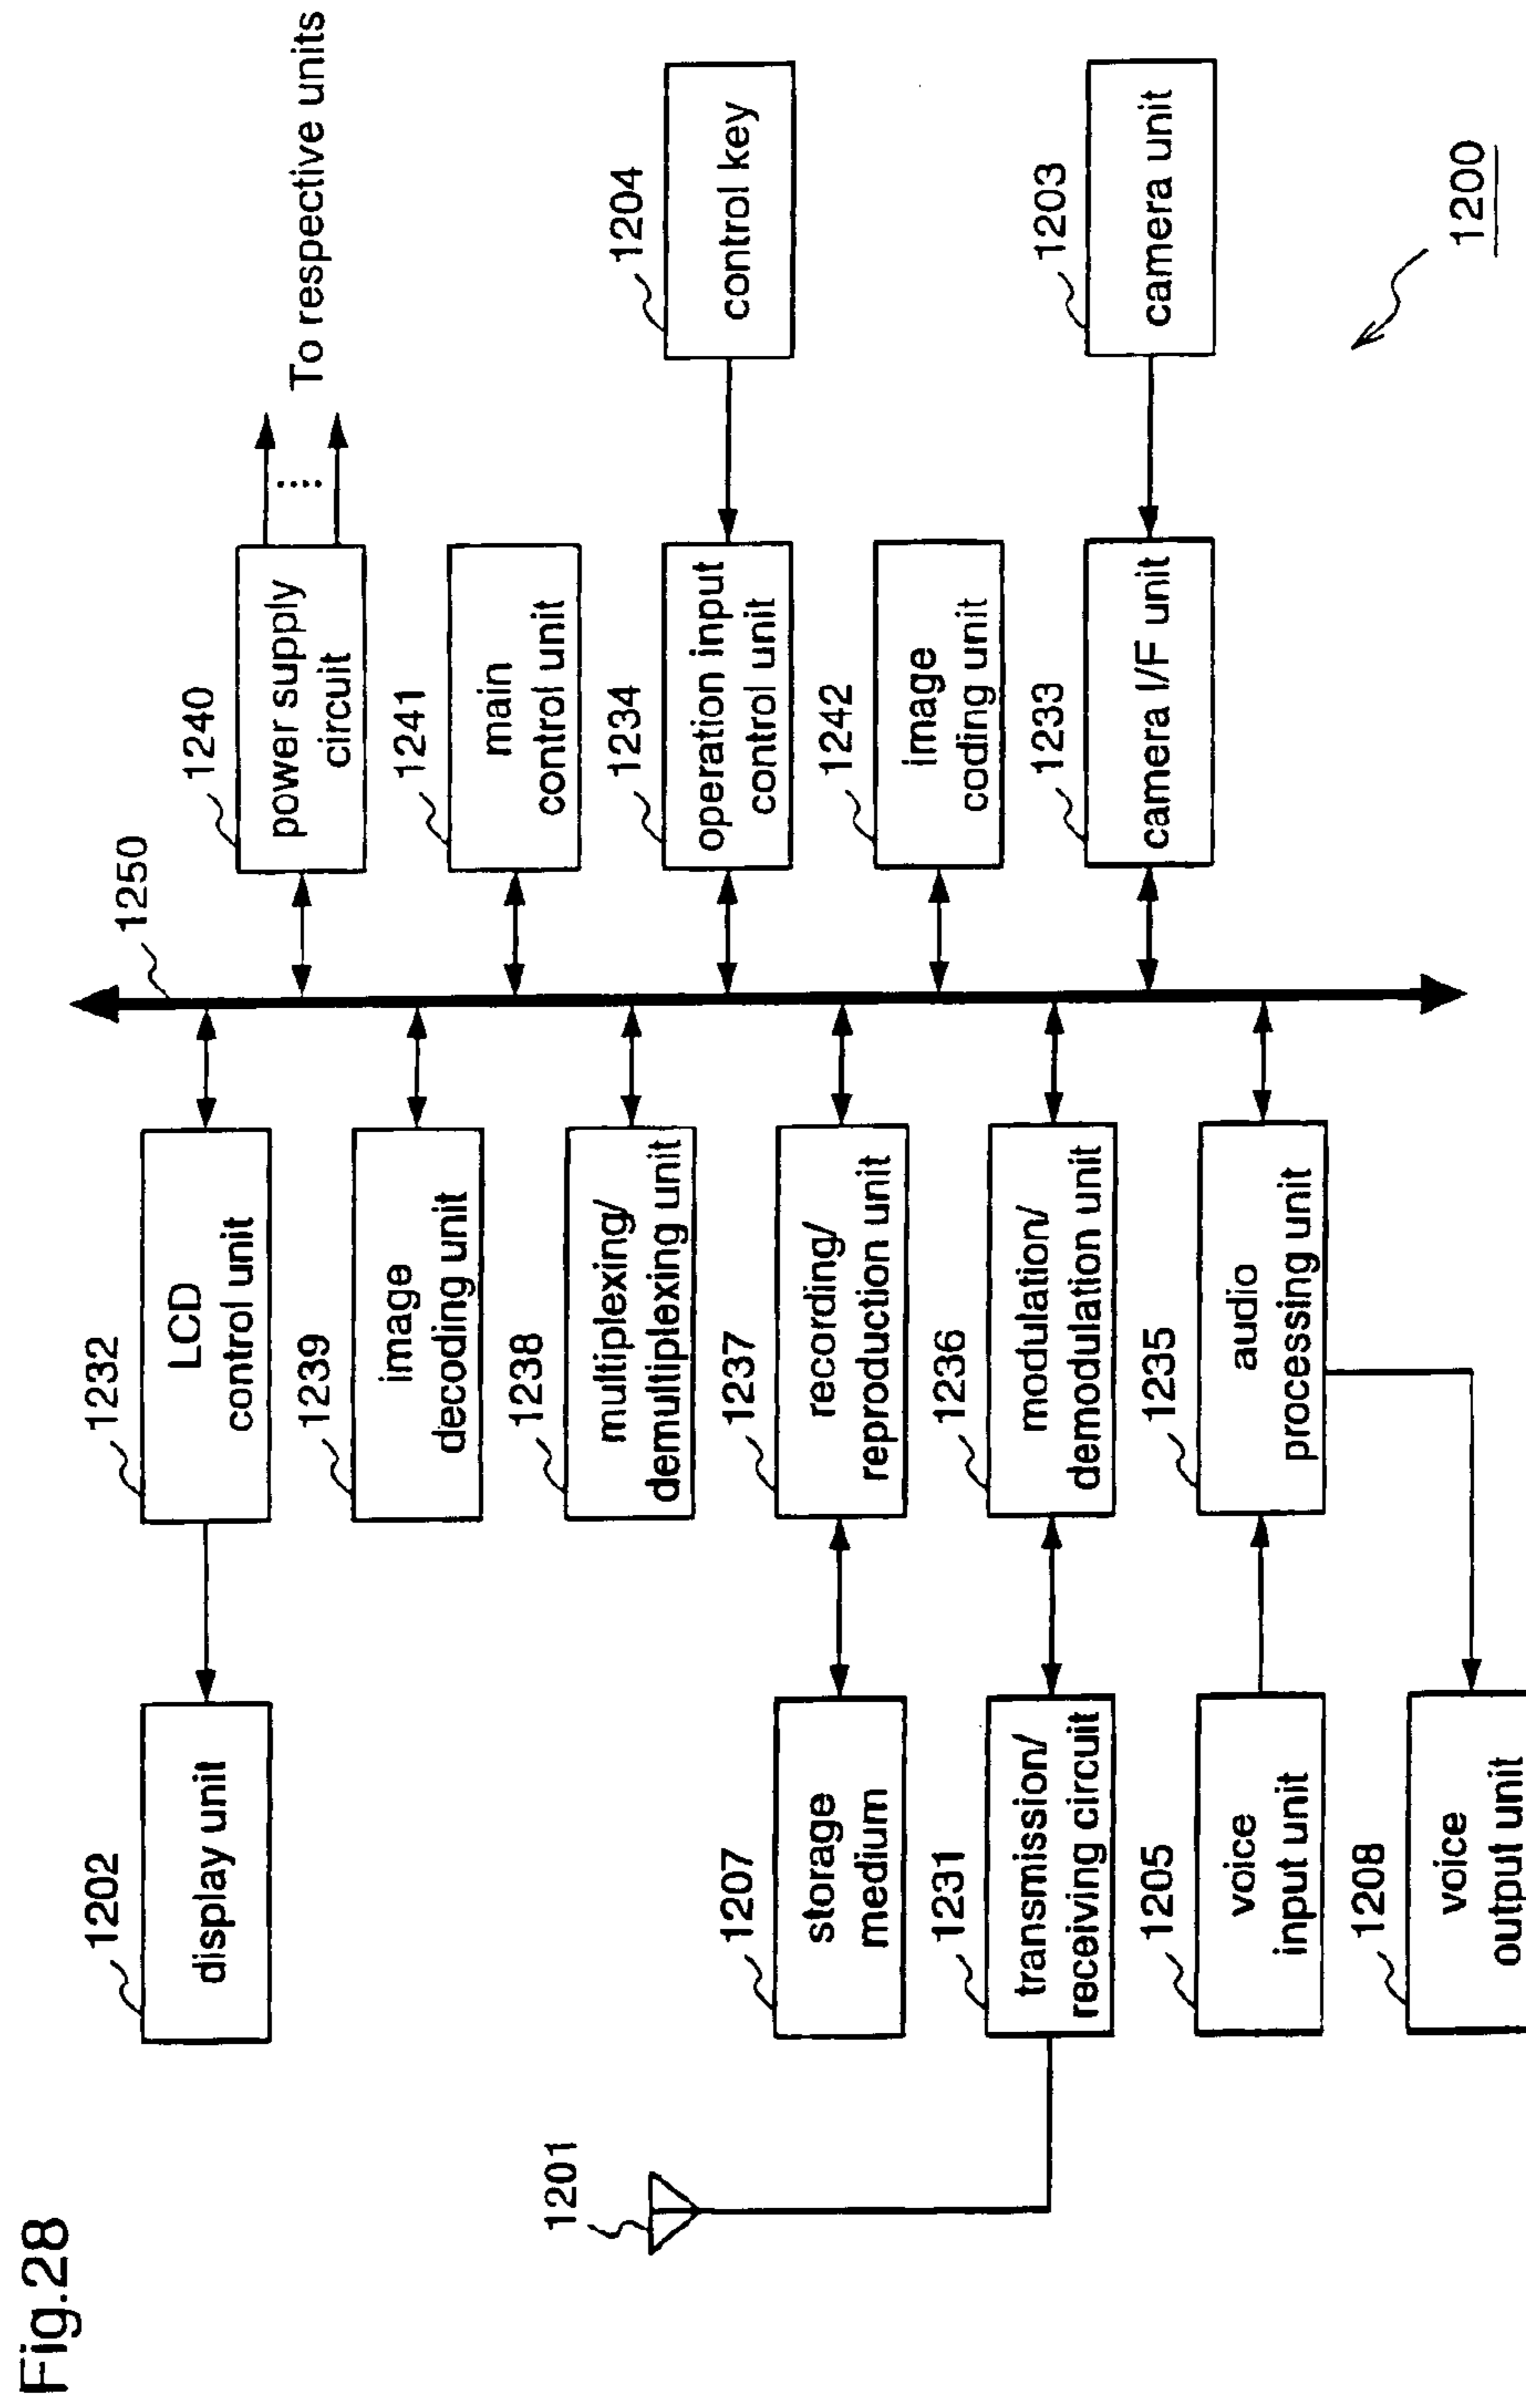 Fig.28
1201
1202
display unit
1207
storage
medium
1231
transmission/
receiving circuit
1205
voice
input unit
1208
voice
output unit
1232
LCD
control unit
1239
image
decoding unit
1238
multiplexing/
demultiplexing unit
1237
recording/
reproduction unit
1236
modulation/
demodulation unit
1235
audio
processing unit
1250
1240
power supply
circuit
To respective units
1241
main
control unit
1234
operation input
control unit
1204
control key
1242
image
coding unit
1233
camera I/F unit
1203
camera unit
1200